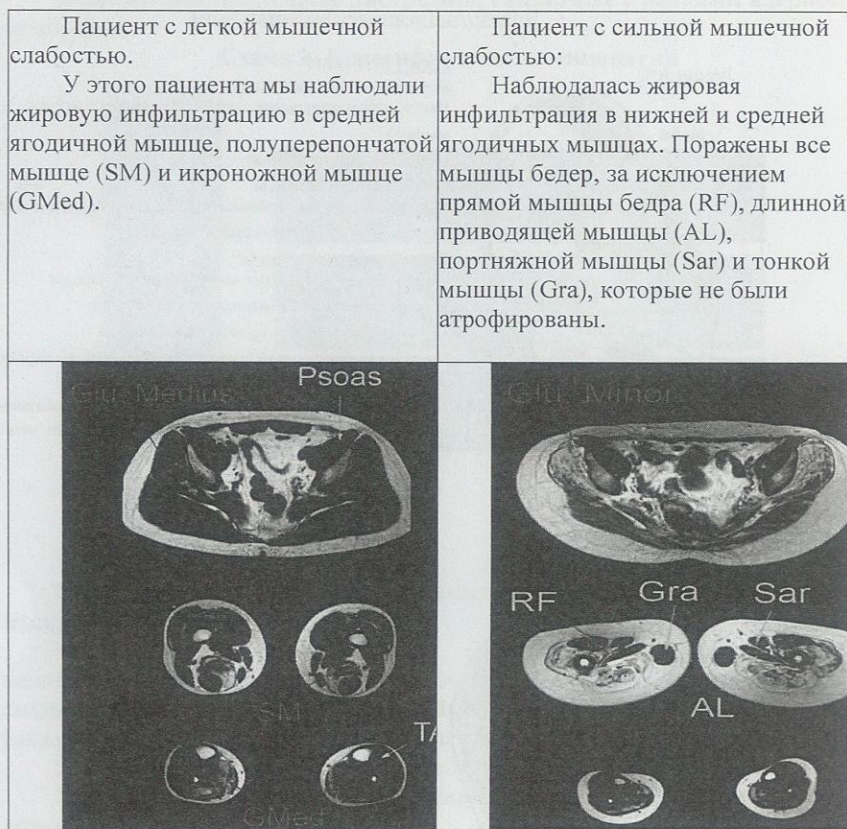 Пациент с легкой мышечной
слабостью.
У этого пациента мы наблюдали
жировую инфильтрацию в средней
ягодичной мышце, полуперепончатой
мышце (SM) и икроножной мышце
(GMed).
Пациент с сильной мышечной
слабостью:
Наблюдалась жировая
инфильтрация в нижней и средней
ягодичных мышцах. Поражены все
мышцы бедер, за исключением
прямой мышцы бедра (RF), длинной
приводящей мышцы (AL),
портняжной мышцы (Sar) и тонкой
мышцы (Gra), которые не были
атрофированы.
Psoas
Glu Medius
SM
TA
GMed
Glu Minor
RF
Gra
Sar
AL